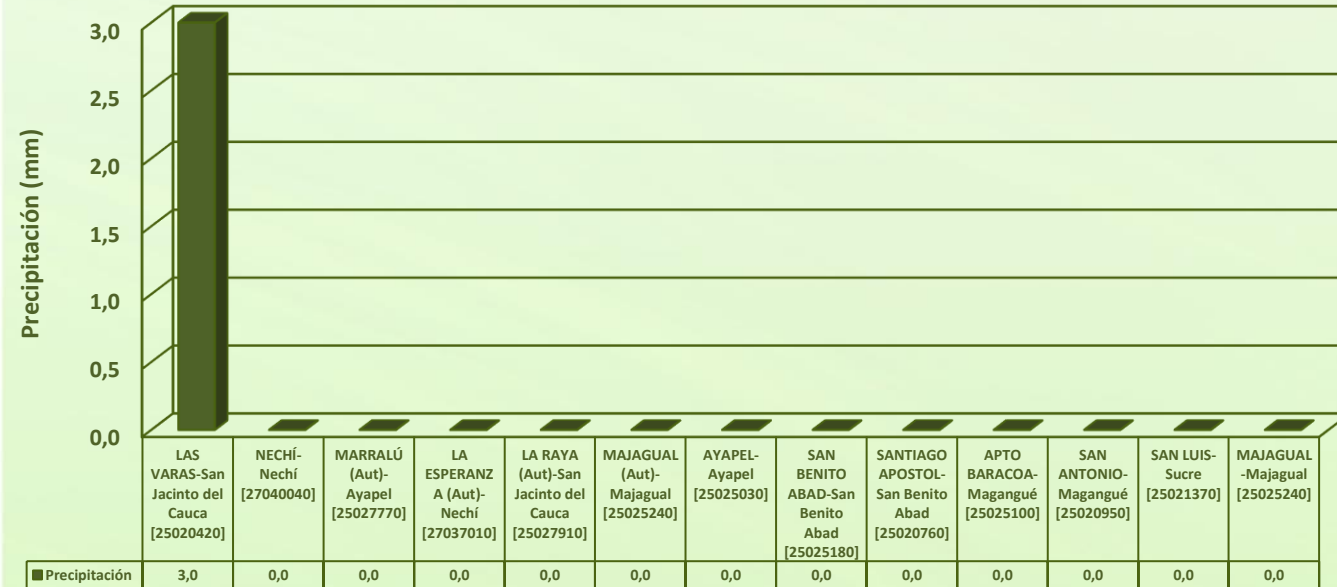 Precipitación (mm)
3,0
2,5
2,0
1,5
1,0
0,5
0,0
LAS
VARAS-San
Jacinto del
Cauca
[25020420]
NECHÍ-
Nechí
[27040040]
MARRALÚ
(Aut)-
Ayapel
[25027770]
LA
ESPERANZ
A (Aut)-
Nechí
[27037010]
LA RAYA
(Aut)-San
Jacinto del
Cauca
[25027910]
MAJAGUAL
(Aut)-
Majagual
[25025240]
AYAPEL-
Ayapel
[25025030]
SAN
BENITO
ABAD-San
Benito
Abad
[25025180]
SANTIAGO
APOSTOL-
San Benito
Abad
[25020760]
APTO
BARACOA-
Magangué
[25025100]
SAN
ANTONIO-
Magangué
[25020950]
SAN LUIS-
Sucre
[25021370]
MAJAGUAL
-Majagual
[25025240]
Precipitación 3,0 0,0 0,0 0,0 0,0 0,0 0,0 0,0 0,0 0,0 0,0 0,0 0,0